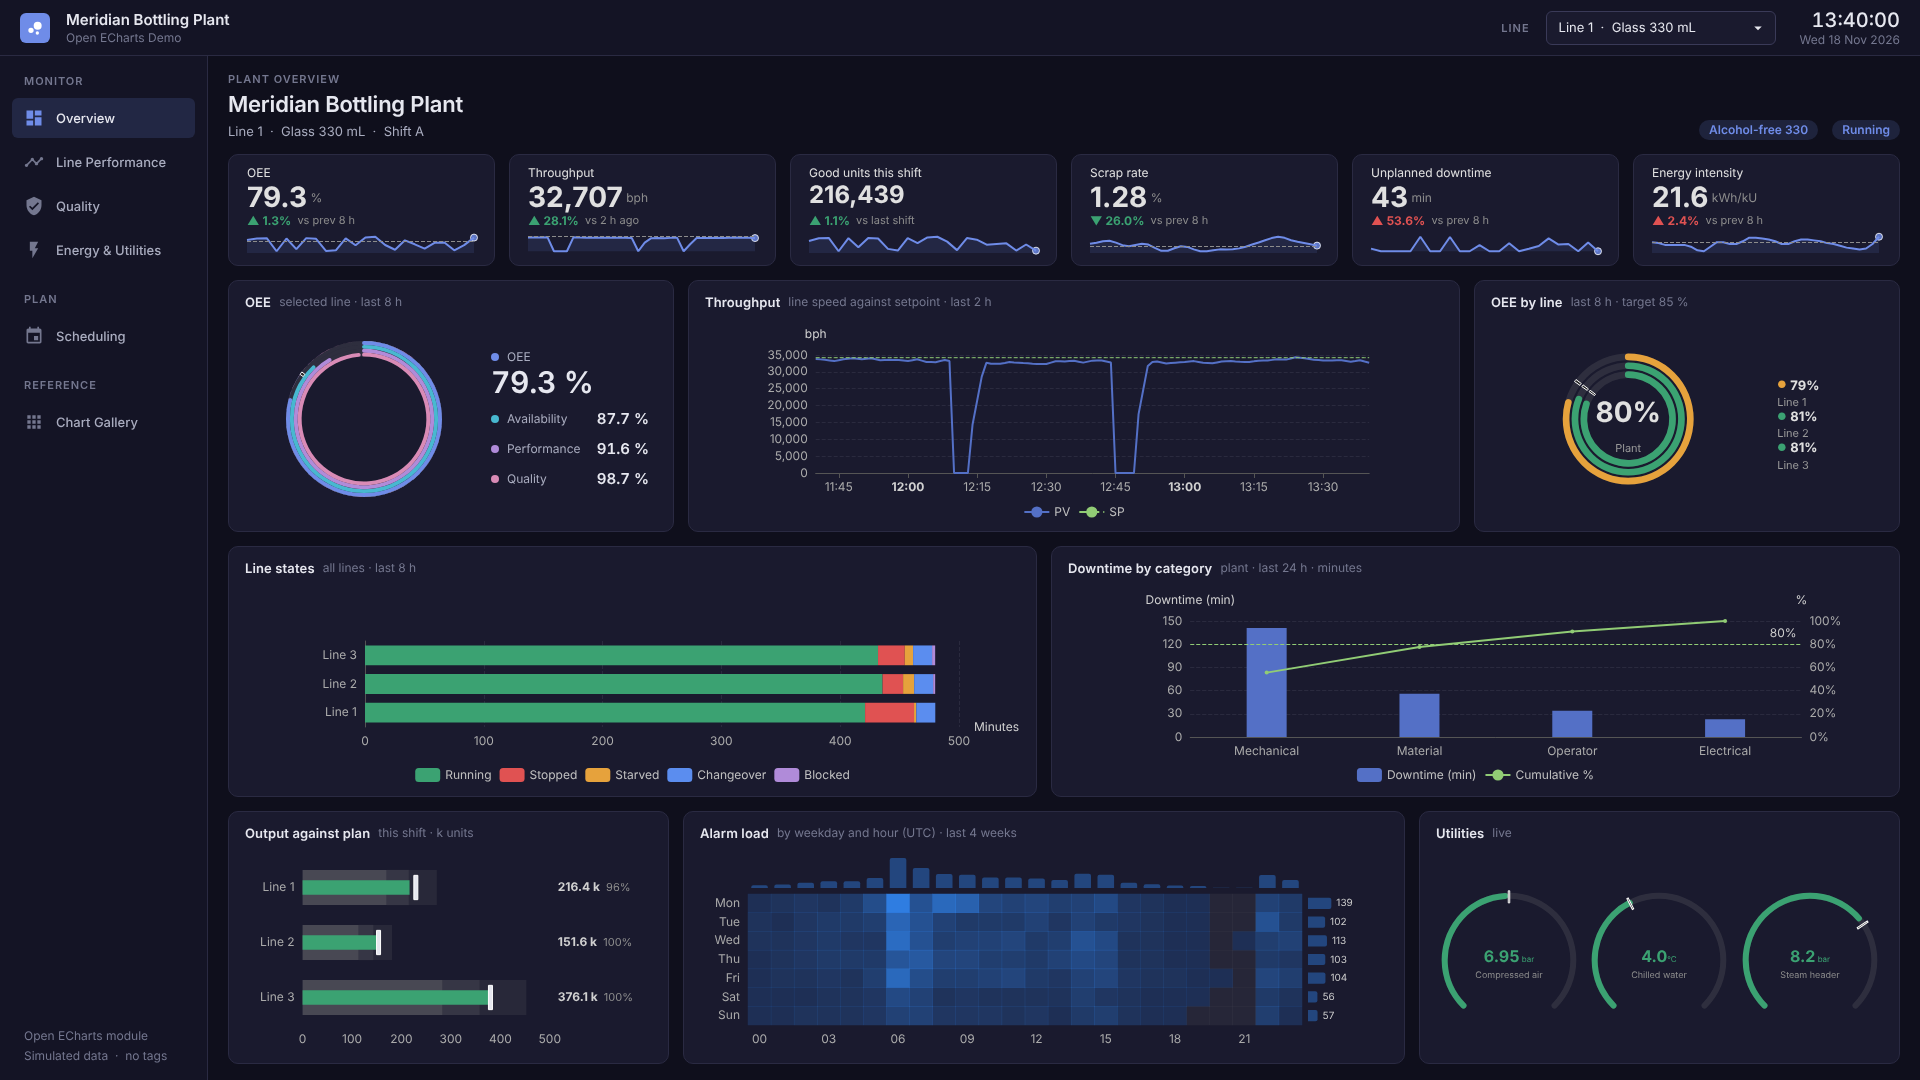 Meridian Bottling Plant
Open ECharts Demo
LINE
Line 1 · Glass 330 mL
13:40:00
Wed 18 Nov 2026
MONITOR
Overview
Line Performance
Quality
Energy & Utilities
PLAN
Scheduling
REFERENCE
Chart Gallery
Open ECharts module
Simulated data · no tags
PLANT OVERVIEW
Meridian Bottling Plant
Line 1 · Glass 330 mL · Shift A
Alcohol-free 330
Running
OEE
79.3 %
▲ 1.3% vs prev 8 h
Throughput
32,707 bph
▲ 28.1% vs 2 h ago
Good units this shift
216,439
▲ 1.1% vs last shift
Scrap rate
1.28 %
▼ 26.0% vs prev 8 h
Unplanned downtime
43 min
▲ 53.6% vs prev 8 h
Energy intensity
21.6 kWh/kU
▲ 2.4% vs prev 8 h
OEE selected line · last 8 h
OEE
79.3 %
Availability 87.7 %
Performance 91.6 %
Quality 98.7 %
Throughput line speed against setpoint · last 2 h
bph
35,000
30,000
25,000
20,000
15,000
10,000
5,000
0
11:45 12:00 12:15 12:30 12:45 13:00 13:15 13:30
PV SP
OEE by line last 8 h · target 85 %
80%
Plant
79%
Line 1
81%
Line 2
81%
Line 3
Line states all lines · last 8 h
Line 3
Line 2
Line 1
Minutes
0 100 200 300 400 500
Running Stopped Starved Changeover Blocked
Downtime by category plant · last 24 h · minutes
Downtime (min) %
150 100%
80%
120 80%
90 60%
60 40%
30 20%
0 0%
Mechanical Material Operator Electrical
Downtime (min) Cumulative %
Output against plan this shift · k units
Line 1 216.4 k 96%
Line 2 151.6 k 100%
Line 3 376.1 k 100%
0 100 200 300 400 500
Alarm load by weekday and hour (UTC) · last 4 weeks
Mon 139
Tue 102
Wed 113
Thu 103
Fri 104
Sat 56
Sun 57
00 03 06 09 12 15 18 21
Utilities live
6.95 bar
Compressed air
4.0 °C
Chilled water
8.2 bar
Steam header